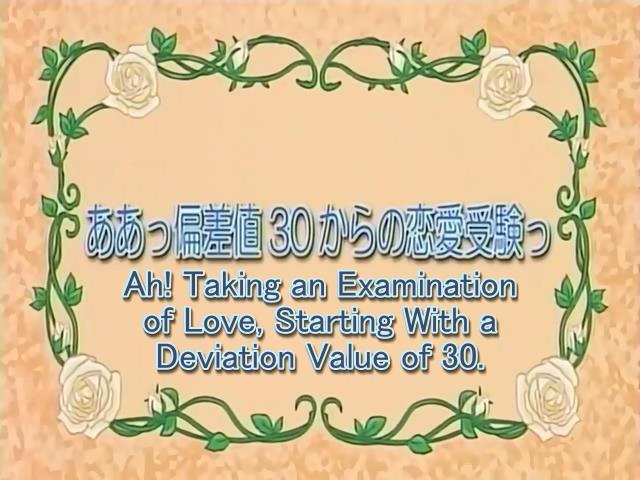 ああっ偏差値30からの恋愛受験っ
Ah! Taking an Examination
of Love, Starting With a
Deviation Value of 30.